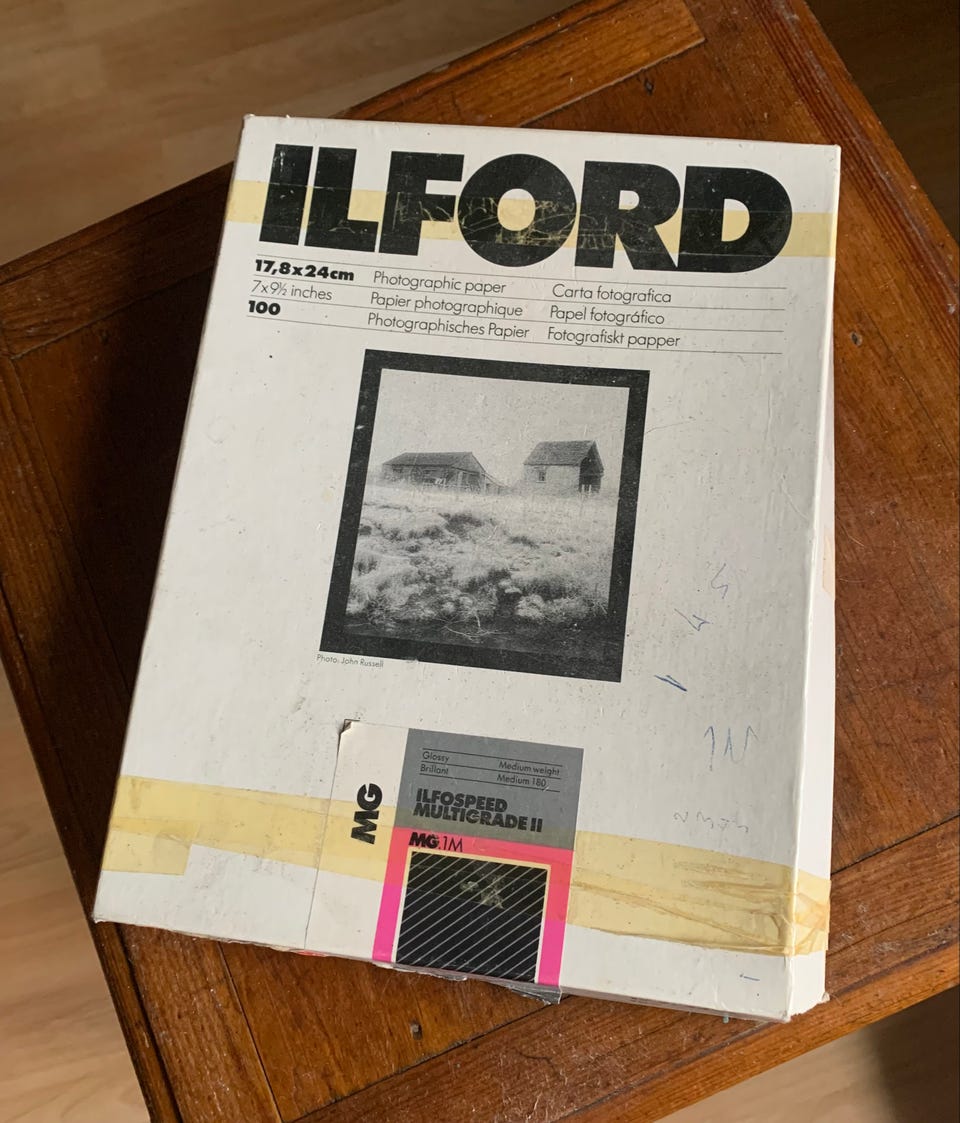 ILFORD
17,8x24cm Photographic paper Carta fotografica
7x9½ inches Papier photographique Papel fotográfico
100 Photographisches Papier Fotografiskt papper
Photo: John Russell
MG
Glossy Medium weight
Brillant Medium 180
ILFOSPEED
MULTIGRADE II
MG.1M